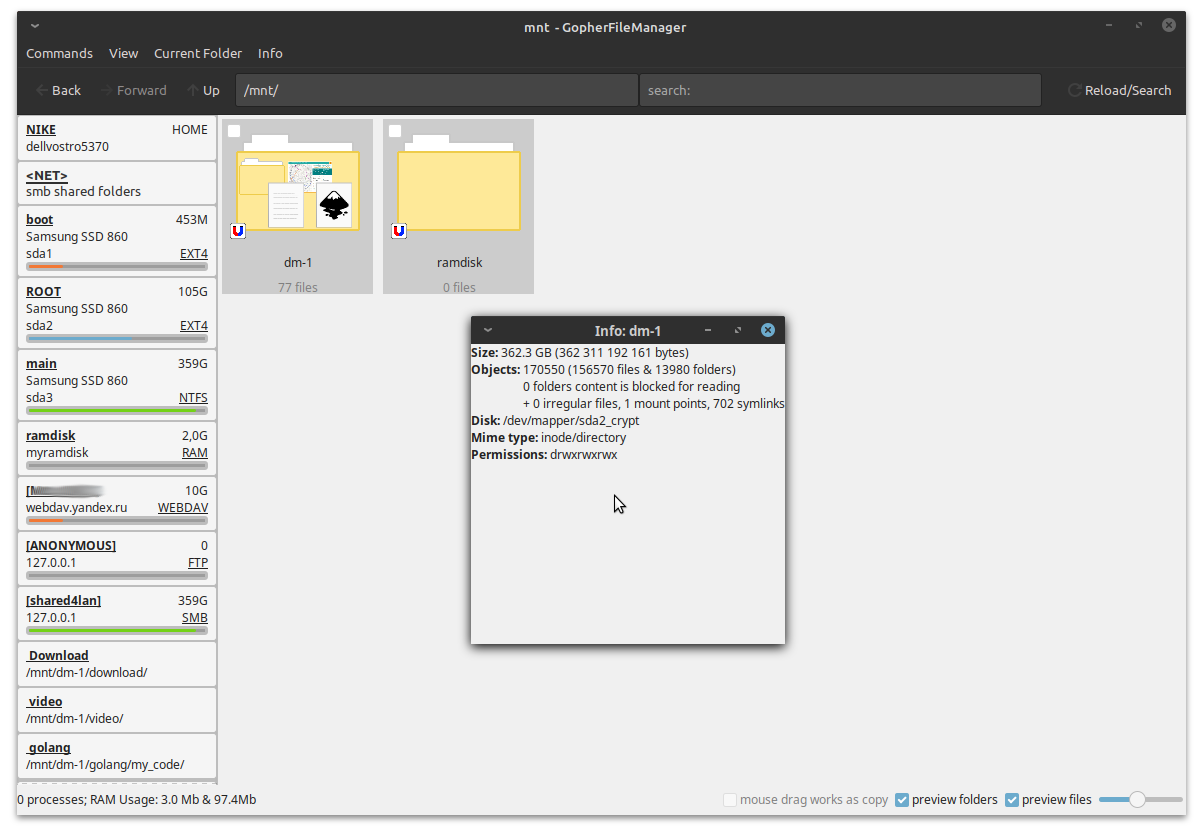 mnt - GopherFileManager
Commands View Current Folder Info
Back Forward Up /mnt/ search: Reload/Search
NIKE HOME
dellvostro5370
<NET>
smb shared folders
boot 453M
Samsung SSD 860
sda1 EXT4
ROOT 105G
Samsung SSD 860
sda2 EXT4
main 359G
Samsung SSD 860
sda3 NTFS
ramdisk 2,0G
myramdisk RAM
10G
webdav.yandex.ru WEBDAV
[ANONYMOUS] 0
127.0.0.1 FTP
[shared4lan] 359G
127.0.0.1 SMB
Download
/mnt/dm-1/download/
video
/mnt/dm-1/video/
golang
/mnt/dm-1/golang/my_code/
dm-1
77 files
ramdisk
0 files
Info: dm-1
Size: 362.3 GB (362 311 192 161 bytes)
Objects: 170550 (156570 files & 13980 folders)
0 folders content is blocked for reading
+ 0 irregular files, 1 mount points, 702 symlinks
Disk: /dev/mapper/sda2_crypt
Mime type: inode/directory
Permissions: drwxrwxrwx
0 processes; RAM Usage: 3.0 Mb & 97.4Mb
mouse drag works as copy preview folders preview files